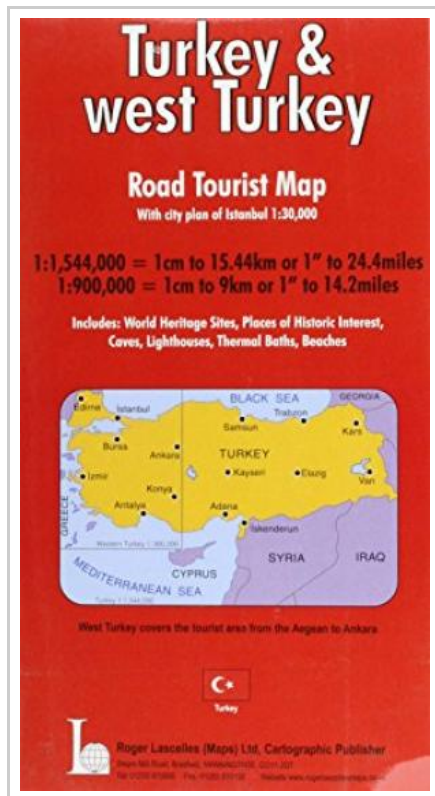 Turkey &
west Turkey
Road Tourist Map
With city plan of Istanbul 1:30,000
1:1,544,000 = 1cm to 15.44km or 1" to 24.4miles
1:900,000 = 1cm to 9km or 1" to 14.2miles
Includes: World Heritage Sites, Places of Historic Interest,
Caves, Lighthouses, Thermal Baths, Beaches
BLACK SEA
GEORGIA
Edirne
Istanbul
Samsun
Trabzon
Kars
Bursa
Ankara
TURKEY
Izmir
Kayseri
Elazig
Van
Konya
Antalya
Adana
Iskenderun
GREECE
CYPRUS
SYRIA
IRAQ
MEDITERRANEAN SEA
West Turkey covers the tourist area from the Aegean to Ankara
Turkey
Roger Lascelles (Maps) Ltd, Cartographic Publisher